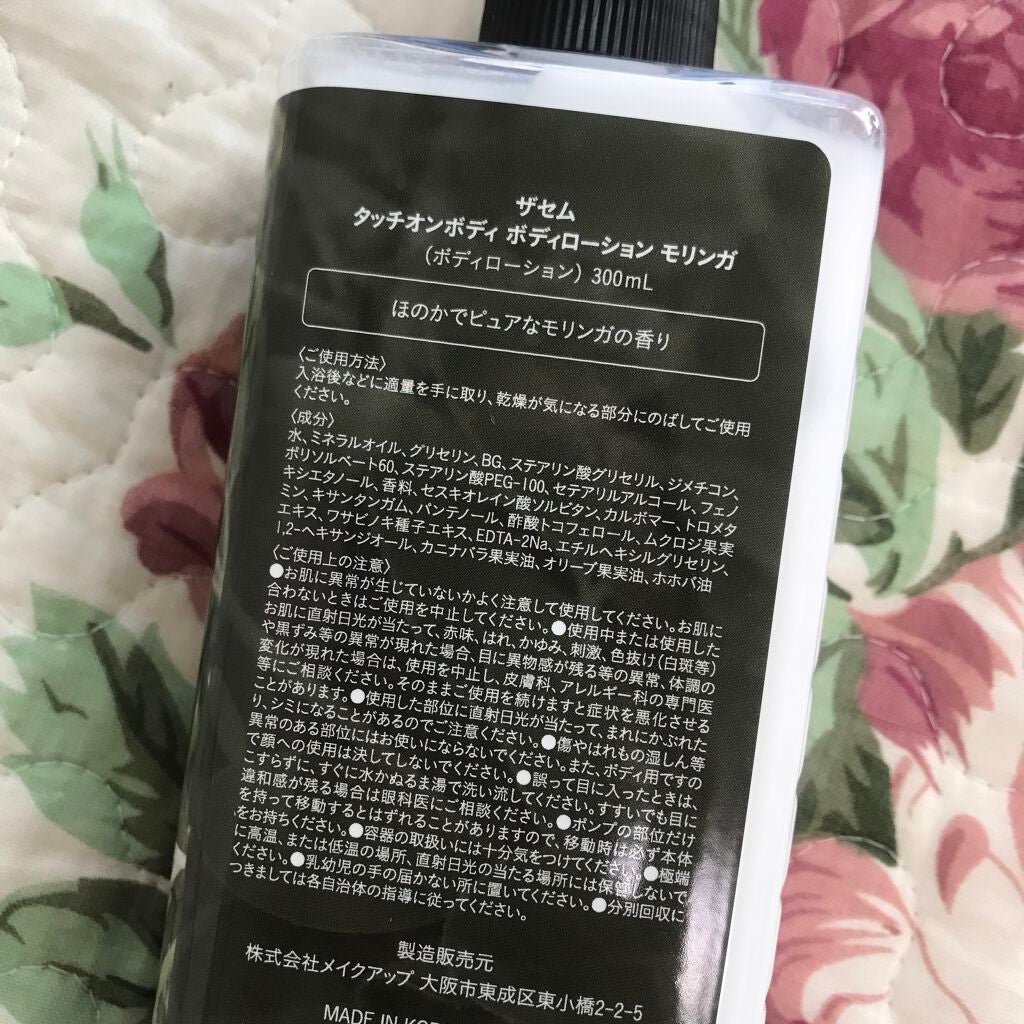 ザセム
タッチオンボディ ボディローション モリンガ
(ボディローション) 300mL
ほのかでピュアなモリンガの香り
〈ご使用方法〉
入浴後などに適量を手に取り、乾燥が気になる部分にのばしてご使用
ください。
〈成分〉
水、ミネラルオイル、グリセリン、BG、ステアリン酸グリセリル、ジメチコン、
ポリソルベート60、ステアリン酸PEG-100、セテアリルアルコール、フェノ
キシエタノール、香料、セスキオレイン酸ソルビタン、カルボマー、トロメタ
ミン、キサンタンガム、パンテノール、酢酸トコフェロール、ムクロジ果実
エキス、ワサビノキ種子エキス、EDTA-2Na、エチルヘキシルグリセリン、
1,2-ヘキサンジオール、カニナバラ果実油、オリーブ果実油、ホホバ油
〈ご使用上の注意〉
●お肌に異常が生じていないかよく注意して使用してください。お肌に
合わないときはご使用を中止してください。●使用中または使用した
お肌に直射日光が当たって、赤味、はれ、かゆみ、刺激、色抜け(白斑等)
や黒ずみ等の異常が現れた場合、目に異物感が残る等の異常、体調の
変化が現れた場合は、使用を中止し、皮膚科、アレルギー科の専門医
等にご相談ください。そのままご使用を続けますと症状を悪化させる
ことがあります。●使用した部位に直射日光が当たって、まれにかぶれた
り、シミになることがあるのでご注意ください。●傷やはれもの湿しん等
異常のある部位にはお使いにならないでください。また、ボディ用ですの
で顔への使用は決してしないでください。●誤って目に入ったときは、
こすらずに、すぐに水かぬるま湯で洗い流してください。すすいでも目に
違和感が残る場合は眼科医にご相談ください。●ポンプの部位だけ
を持って移動するとはずれることがありますので、移動時は必ず本体
をお持ちください。●容器の取扱いには十分気をつけてください。●極端
に高温、または低温の場所、直射日光の当たる場所には保管しないで
ください。●乳幼児の手の届かない所に置いてください。●分別回収に
つきましては各自治体の指導に従ってください。
製造販売元
株式会社メイクアップ 大阪市東成区東小橋2-2-5
MADE IN